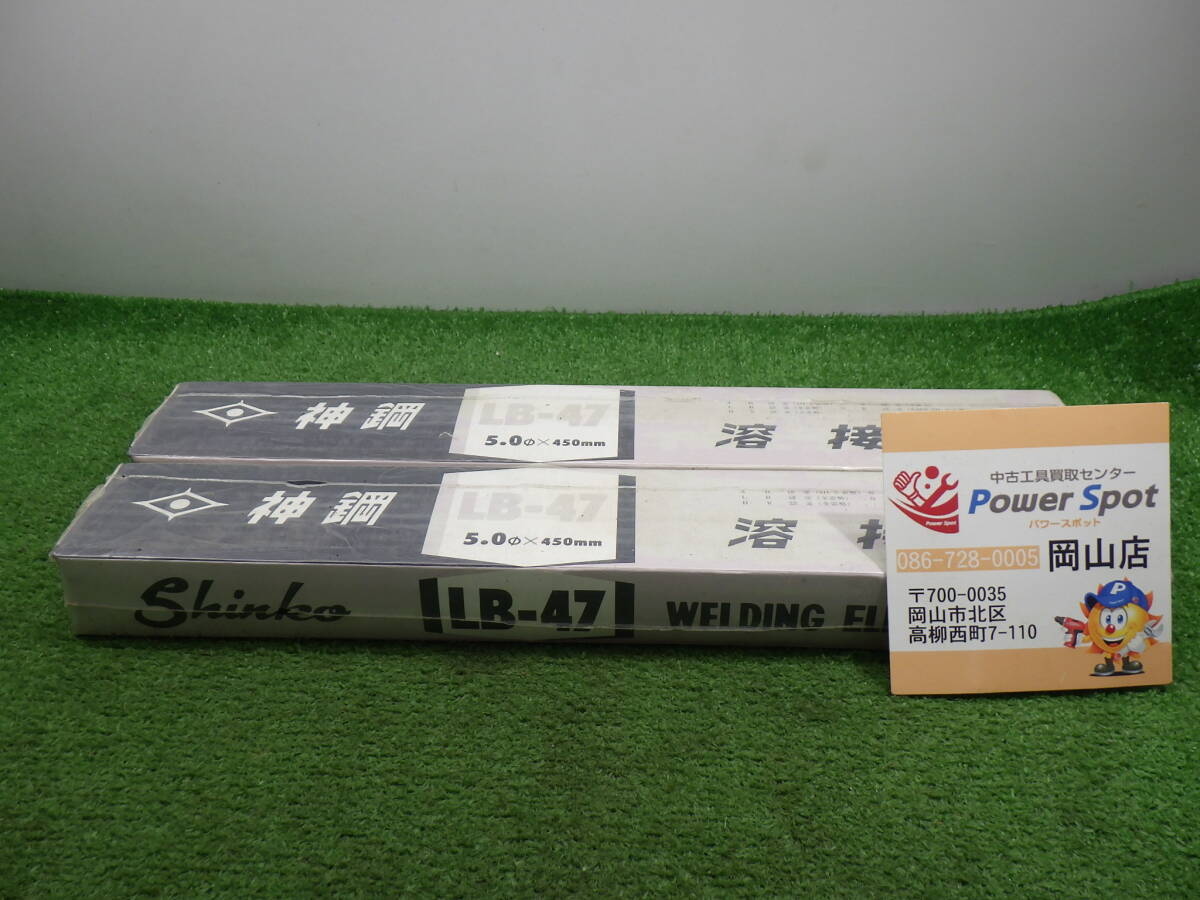 神鋼
LB-47
5.0φ×450mm
溶接
神鋼
LB-47
5.0φ×450mm
溶
Shinko
LB-47
WELDING
中古工具買取センター
Power Spot
パワースポット
Power Spot
086-728-0005 岡山店
〒700-0035
岡山市北区
高柳西町7-110
P